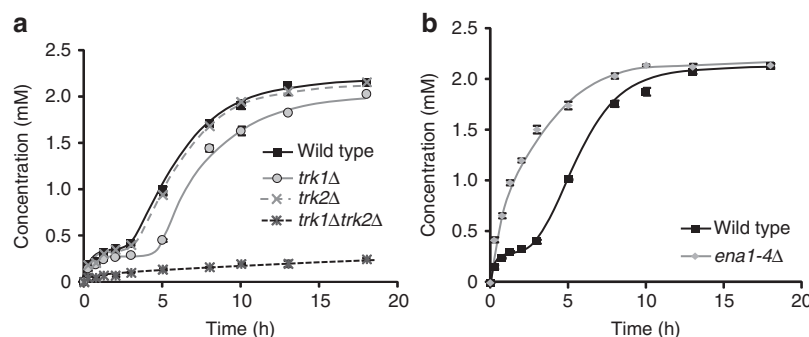 a
Concentration (mM)
2.5
2.0
1.5
1.0
0.5
0
0
5
10
15
20
Time (h)
Wild type
trk1Δ
trk2Δ
trk1Δtrk2Δ
b
Concentration (mM)
2.5
2.0
1.5
1.0
0.5
0
0
5
10
15
20
Time (h)
Wild type
ena1-4Δ